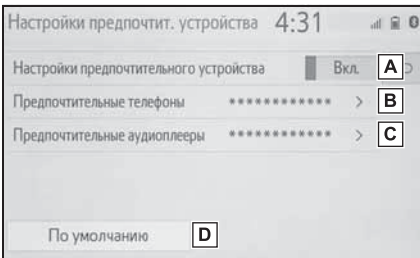 Настройки предпочтит. устройства 4:31
Настройки предпочтительного устройства Вкл. A
Предпочтительные телефоны ************ > B
Предпочтительные аудиоплееры ************ > C
По умолчанию D